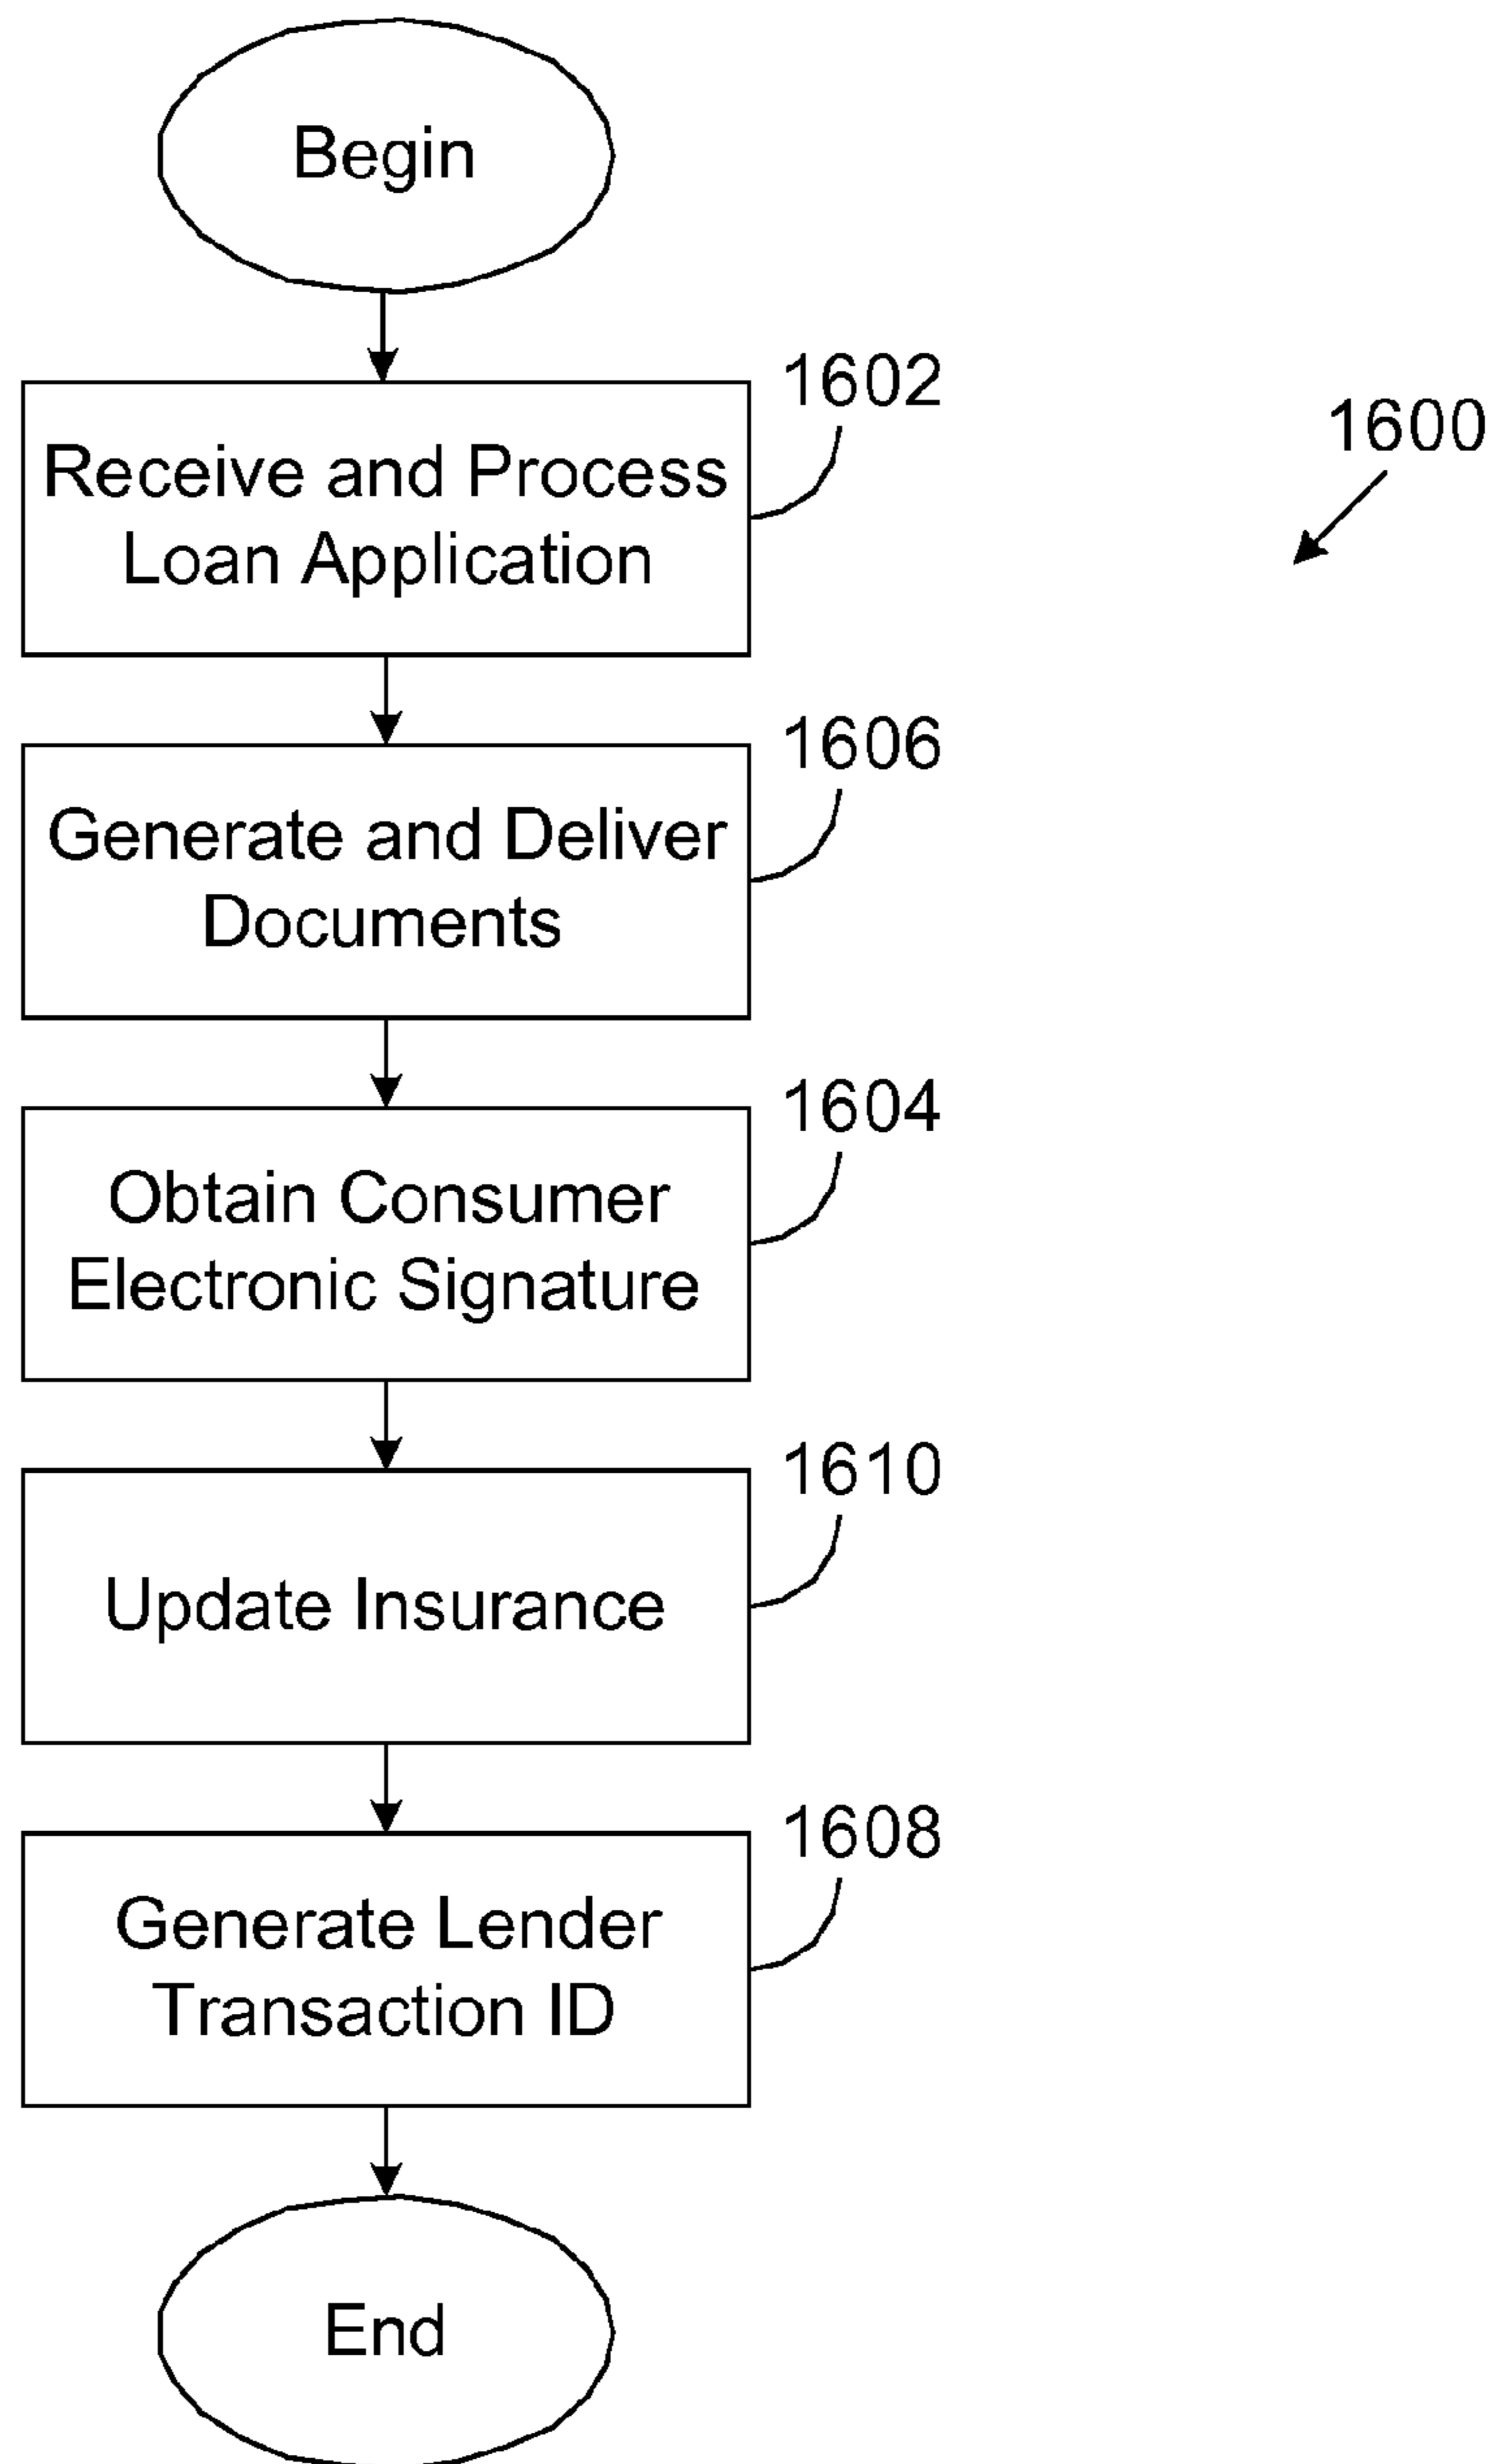 Begin
1602
1600
Receive and Process
Loan Application
1606
Generate and Deliver
Documents
1604
Obtain Consumer
Electronic Signature
1610
Update Insurance
1608
Generate Lender
Transaction ID
End